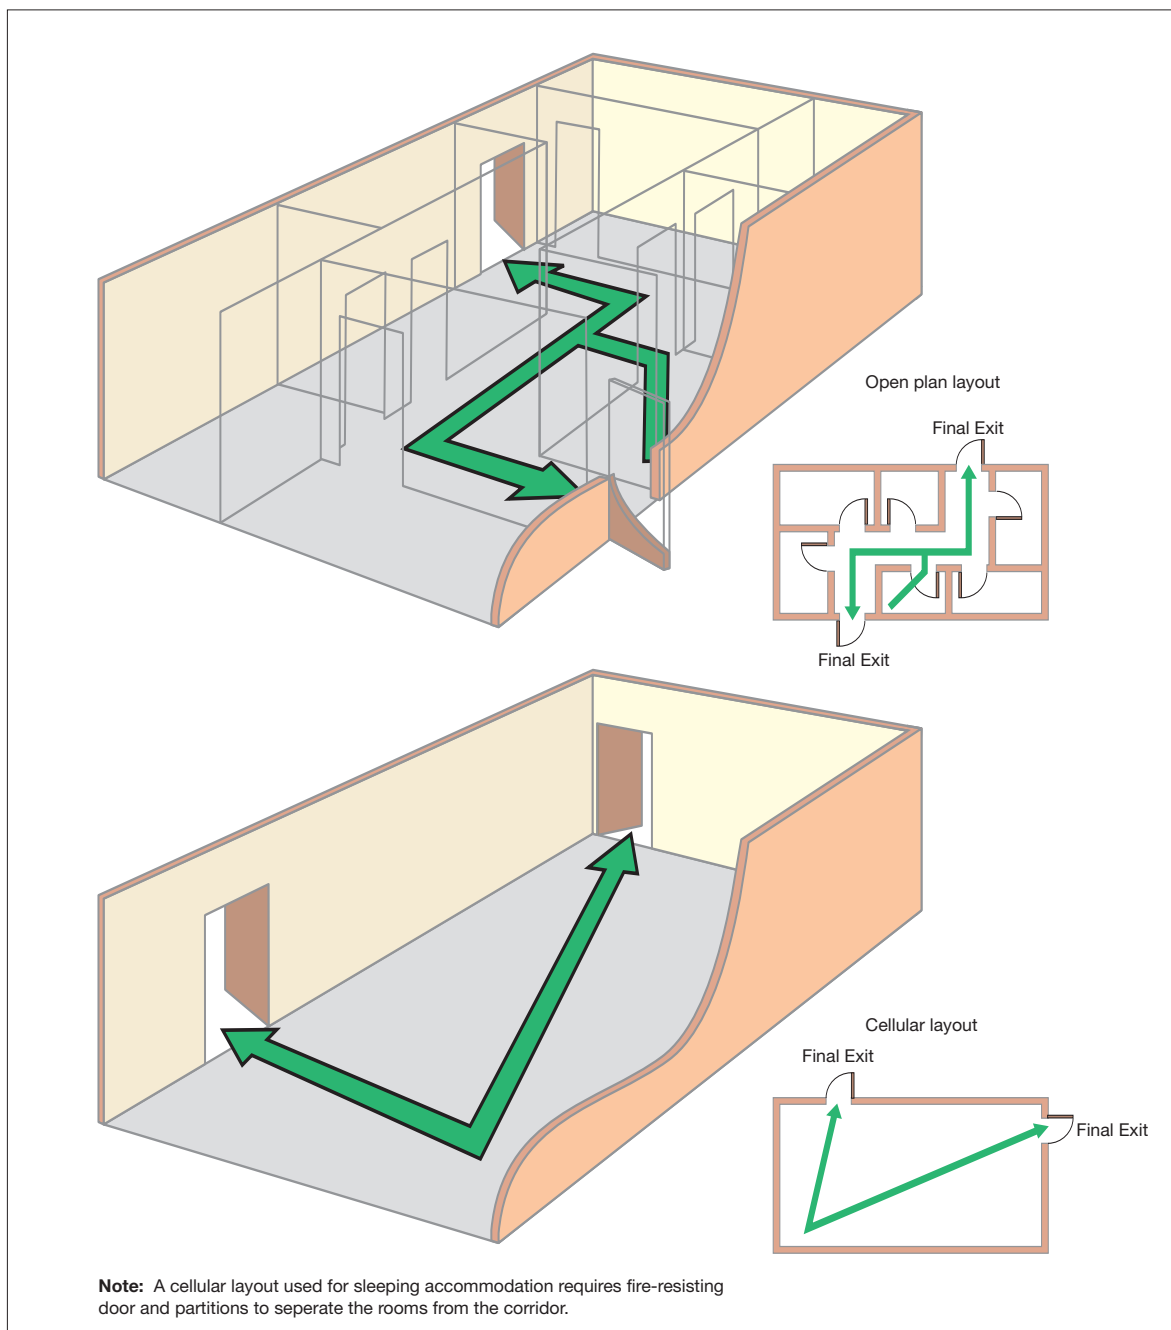 Open plan layout
Final Exit
Final Exit
Cellular layout
Final Exit
Final Exit
Note: A cellular layout used for sleeping accommodation requires fire-resisting
door and partitions to seperate the rooms from the corridor.